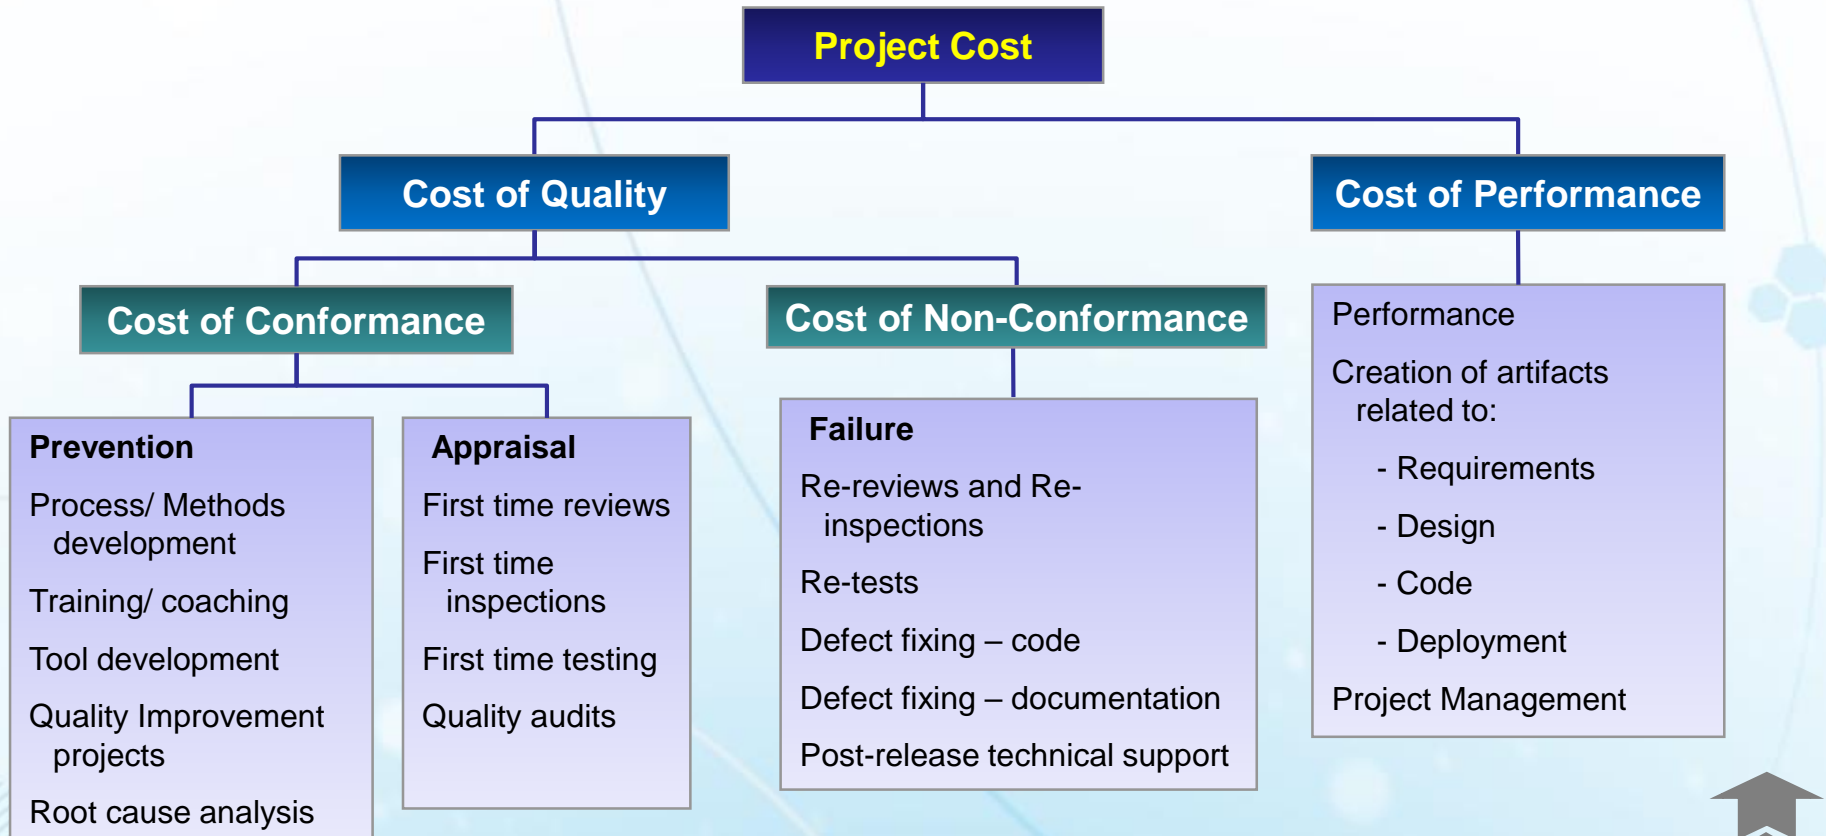 Project Cost
Cost of Quality
Cost of Performance
Cost of Conformance
Cost of Non-Conformance
Prevention
Process/ Methods
development
Training/ coaching
Tool development
Quality Improvement
projects
Root cause analysis
Appraisal
First time reviews
First time
inspections
First time testing
Quality audits
Failure
Re-reviews and Re-
inspections
Re-tests
Defect fixing – code
Defect fixing – documentation
Post-release technical support
Performance
Creation of artifacts
related to:
- Requirements
- Design
- Code
- Deployment
Project Management